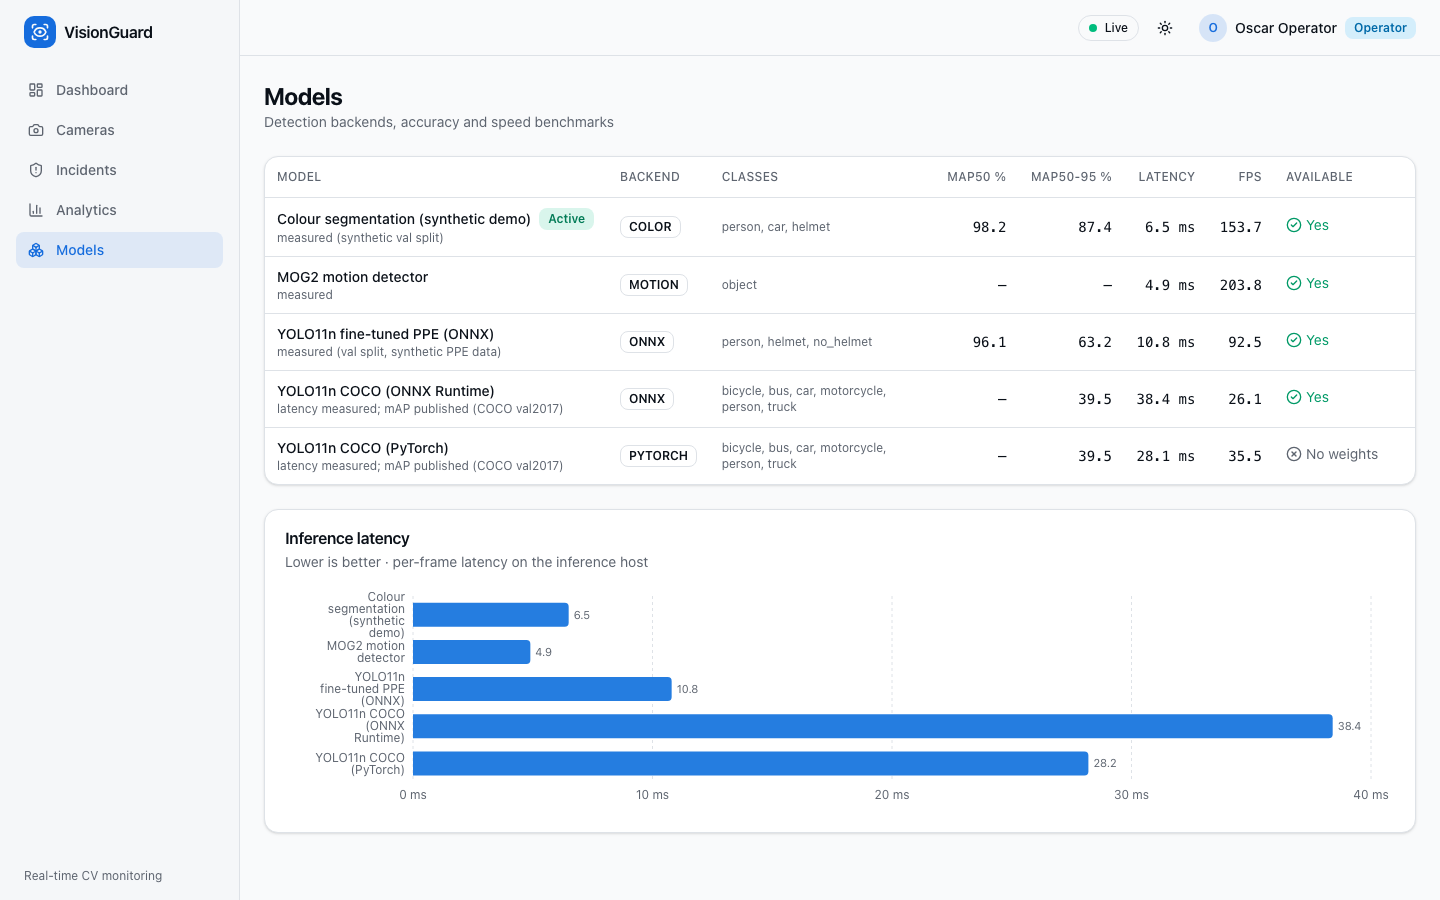 VisionGuard
Live
O
Oscar Operator
Operator
Dashboard
Cameras
Incidents
Analytics
Models
Real-time CV monitoring
Models
Detection backends, accuracy and speed benchmarks
MODEL BACKEND CLASSES MAP50 % MAP50-95 % LATENCY FPS AVAILABLE
Colour segmentation (synthetic demo) Active
measured (synthetic val split)
COLOR
person, car, helmet
98.2 87.4 6.5 ms 153.7 Yes
MOG2 motion detector
measured
MOTION
object
– – 4.9 ms 203.8 Yes
YOLO11n fine-tuned PPE (ONNX)
measured (val split, synthetic PPE data)
ONNX
person, helmet, no_helmet
96.1 63.2 10.8 ms 92.5 Yes
YOLO11n COCO (ONNX Runtime)
latency measured; mAP published (COCO val2017)
ONNX
bicycle, bus, car, motorcycle,
person, truck
– 39.5 38.4 ms 26.1 Yes
YOLO11n COCO (PyTorch)
latency measured; mAP published (COCO val2017)
PYTORCH
bicycle, bus, car, motorcycle,
person, truck
– 39.5 28.1 ms 35.5 No weights
Inference latency
Lower is better · per-frame latency on the inference host
Colour
segmentation
(synthetic
demo)
6.5
MOG2 motion
detector
4.9
YOLO11n
fine-tuned PPE
(ONNX)
10.8
YOLO11n COCO
(ONNX
Runtime)
38.4
YOLO11n COCO
(PyTorch)
28.2
0 ms 10 ms 20 ms 30 ms 40 ms